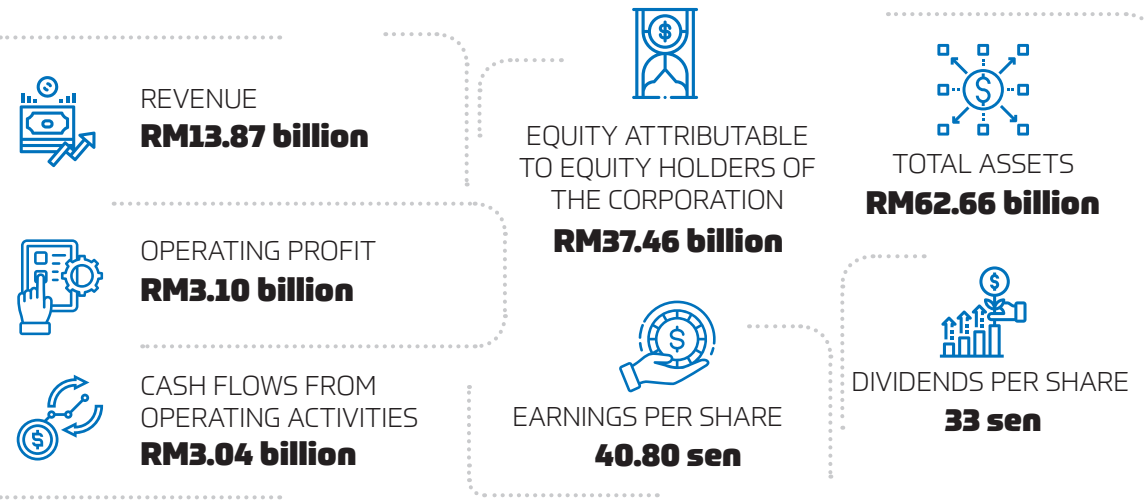 REVENUE
RM13.87 billion
OPERATING PROFIT
RM3.10 billion
CASH FLOWS FROM
OPERATING ACTIVITIES
RM3.04 billion
EQUITY ATTRIBUTABLE
TO EQUITY HOLDERS OF
THE CORPORATION
RM37.46 billion
EARNINGS PER SHARE
40.80 sen
TOTAL ASSETS
RM62.66 billion
DIVIDENDS PER SHARE
33 sen